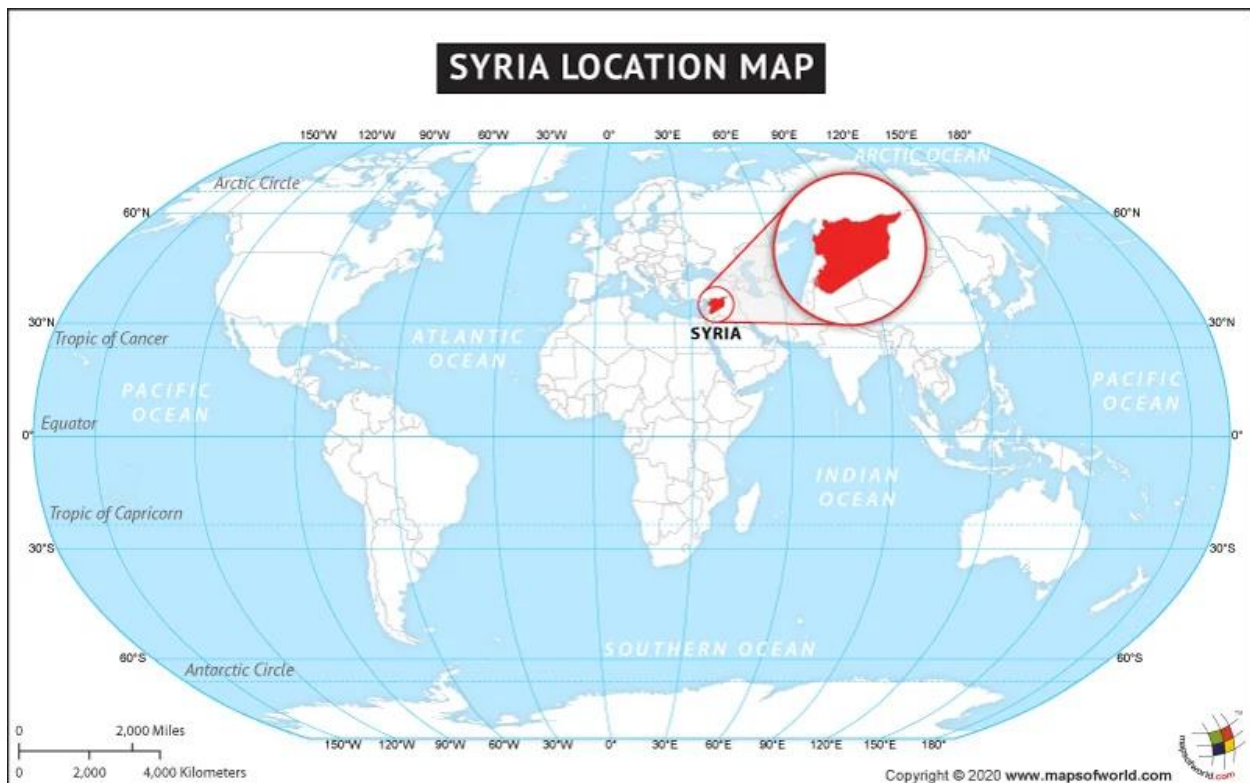 SYRIA LOCATION MAP
150°W 120°W 90°W 60°W 30°W 0° 30°E 60°E 90°E 120°E 150°E 180°
ARCTIC OCEAN
Arctic Circle
60°N
60°N
30°N
30°N
SYRIA
Tropic of Cancer
ATLANTIC
OCEAN
PACIFIC
OCEAN
PACIFIC
OCEAN
Equator
0°
0°
INDIAN
OCEAN
Tropic of Capricorn
30°S
30°S
SOUTHERN OCEAN
60°S
60°S
Antarctic Circle
150°W 120°W 90°W 60°W 30°W 0° 30°E 60°E 90°E 120°E 150°E 180°
0 2,000 Miles
0 2,000 4,000 Kilometers
mapsofworld.com
TM
Copyright © 2020 www.mapsofworld.com